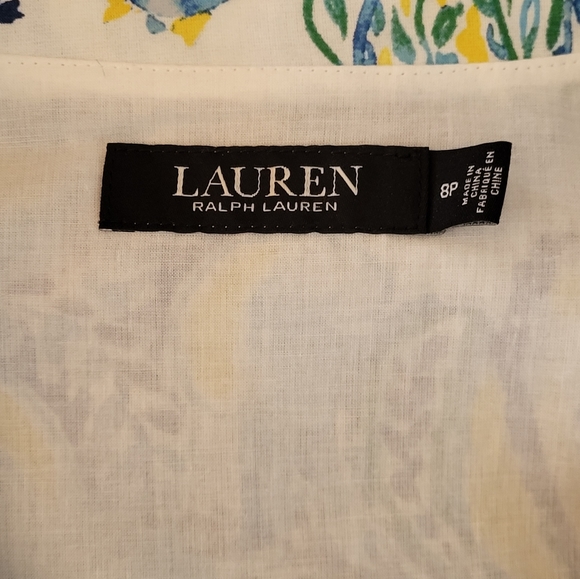 LAUREN
RALPH LAUREN
8P
MADE IN
CHINA
FABRIQUÉ EN
CHINE